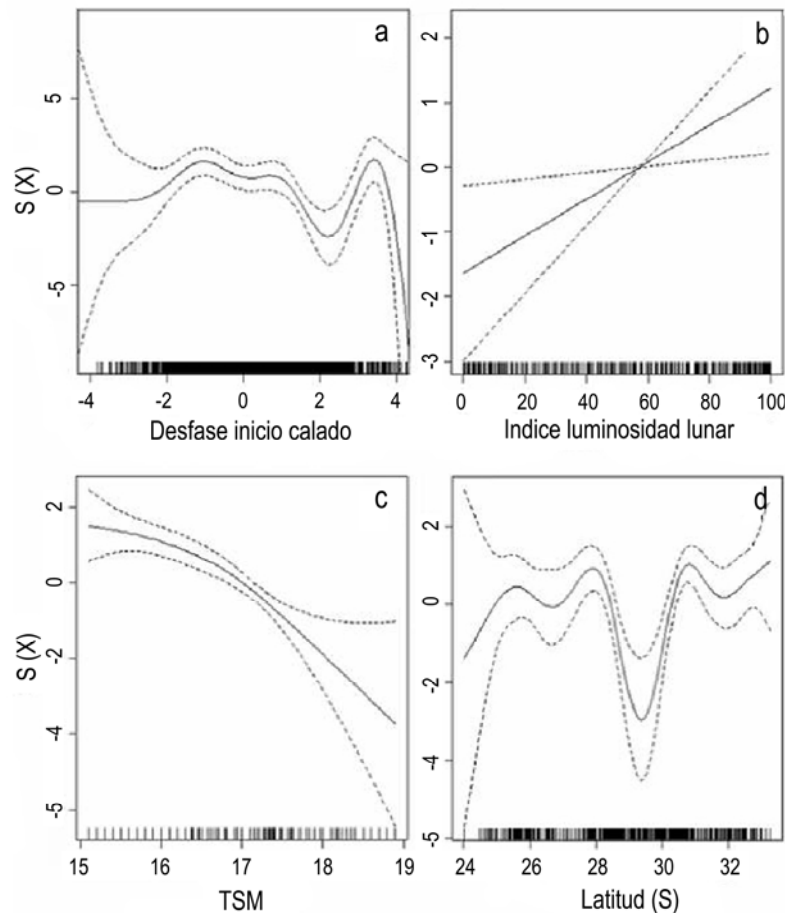 a
S (X)
5
0
-5
-4 -2 0 2 4
Desfase inicio calado
b
2
1
0
-1
-2
-3
0 20 40 60 80 100
Indice luminosidad lunar
c
S (X)
2
0
-2
-4
-5
15 16 17 18 19
TSM
d
2
0
-2
-4
-5
24 26 28 30 32
Latitud (S)